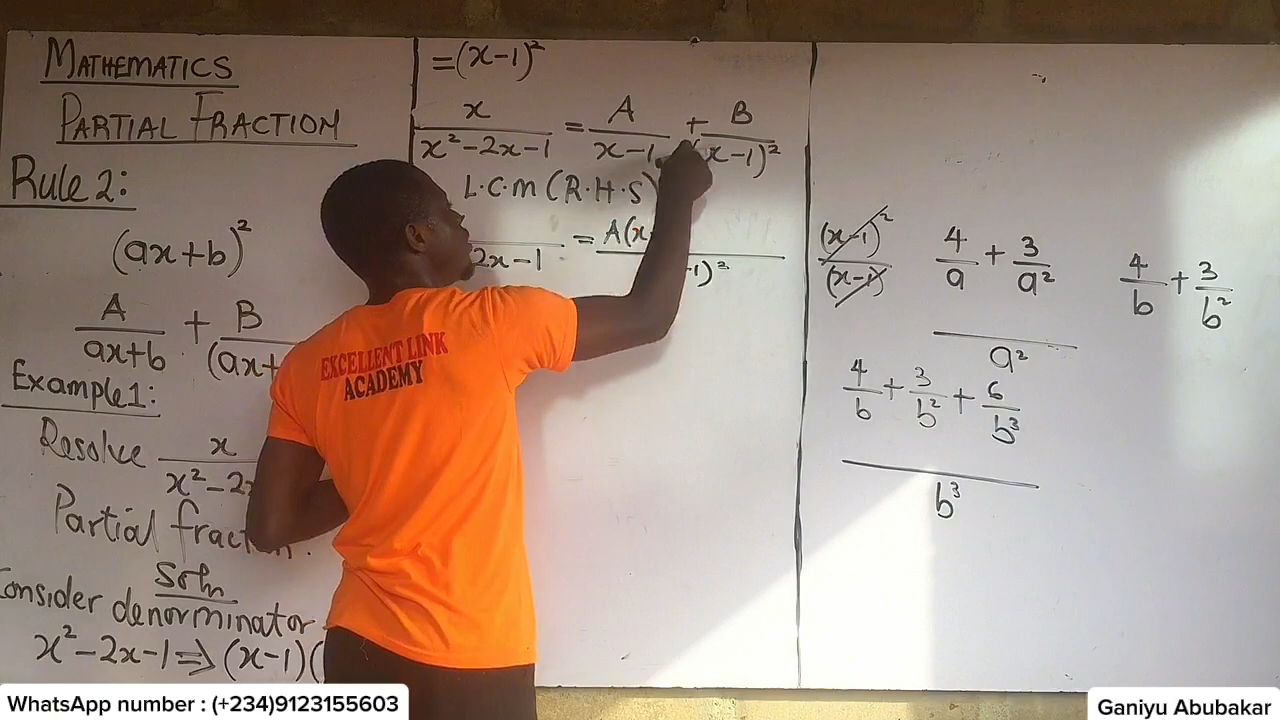 MATHEMATICS
PARTIAL FRACTION
Rule 2:
(ax+b)²
A/(ax+b) + B/(ax+
Example 1:
Resolve x/(x²-2x
Partial fraction.
Soln
Consider denorminator
x²-2x-1 ⇒ (x-1)(
=(x-1)²
x/(x²-2x-1) = A/(x-1) + B/(x-1)²
L.C.M (R.H.S)
2x-1 = A(x
-1)²
(x-1)²/(x-1)
4/a + 3/a²
a²
4/b + 3/b²
4/b + 3/b² + 6/b³
b³
EXCELLENT LINK
ACADEMY
WhatsApp number : (+234)9123155603
Ganiyu Abubakar